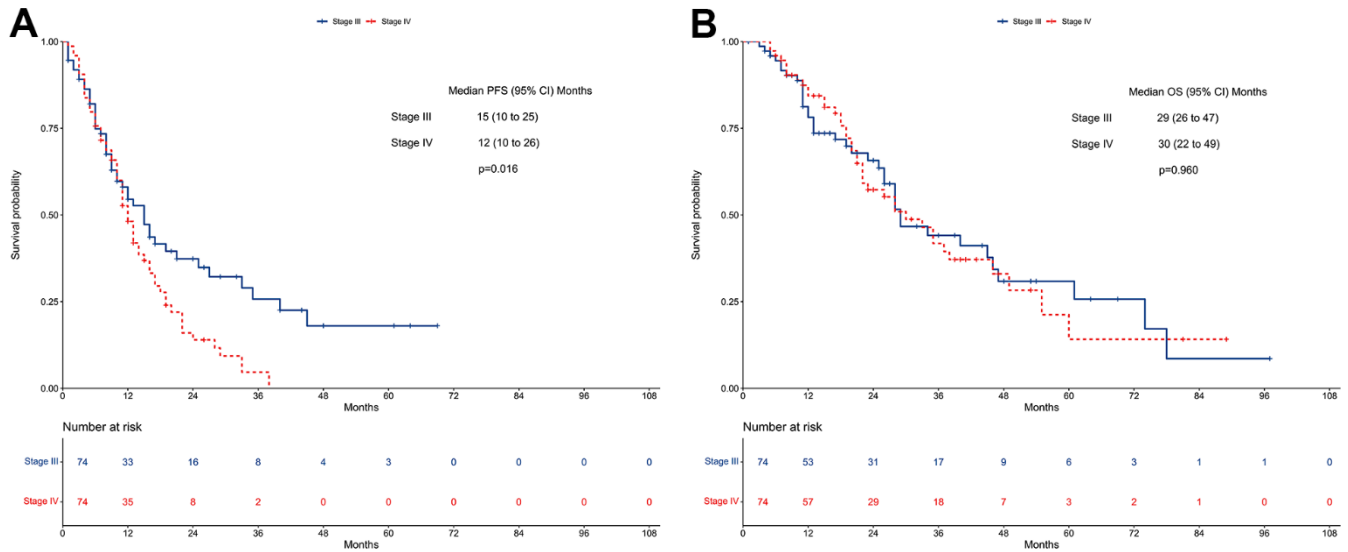 A
Stage III Stage IV
Median PFS (95% CI) Months
Stage III 15 (10 to 25)
Stage IV 12 (10 to 26)
p=0.016
Survival probability
1.00
0.75
0.50
0.25
0.00
0 12 24 36 48 60 72 84 96 108
Months
Number at risk
Stage III 74 33 16 8 4 3 0 0 0 0
Stage IV 74 35 8 2 0 0 0 0 0 0
0 12 24 36 48 60 72 84 96 108
Months
B
Stage III Stage IV
Median OS (95% CI) Months
Stage III 29 (26 to 47)
Stage IV 30 (22 to 49)
p=0.960
Survival probability
1.00
0.75
0.50
0.25
0.00
0 12 24 36 48 60 72 84 96 108
Months
Number at risk
Stage III 74 53 31 17 9 6 3 1 1 0
Stage IV 74 57 29 18 7 3 2 1 0 0
0 12 24 36 48 60 72 84 96 108
Months